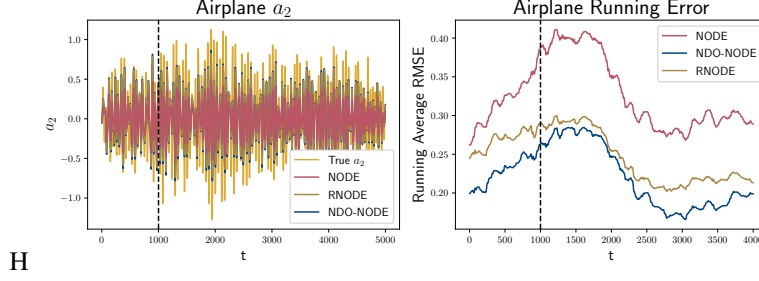 Airplane a₂
1.0
0.5
0.0
−0.5
−1.0
a₂
0 1000 2000 3000 4000 5000
t
True a₂
NODE
RNODE
NDO-NODE
Airplane Running Error
0.40
0.35
0.30
0.25
0.20
Running Average RMSE
0 500 1000 1500 2000 2500 3000 3500 4000
t
NODE
NDO-NODE
RNODE
H